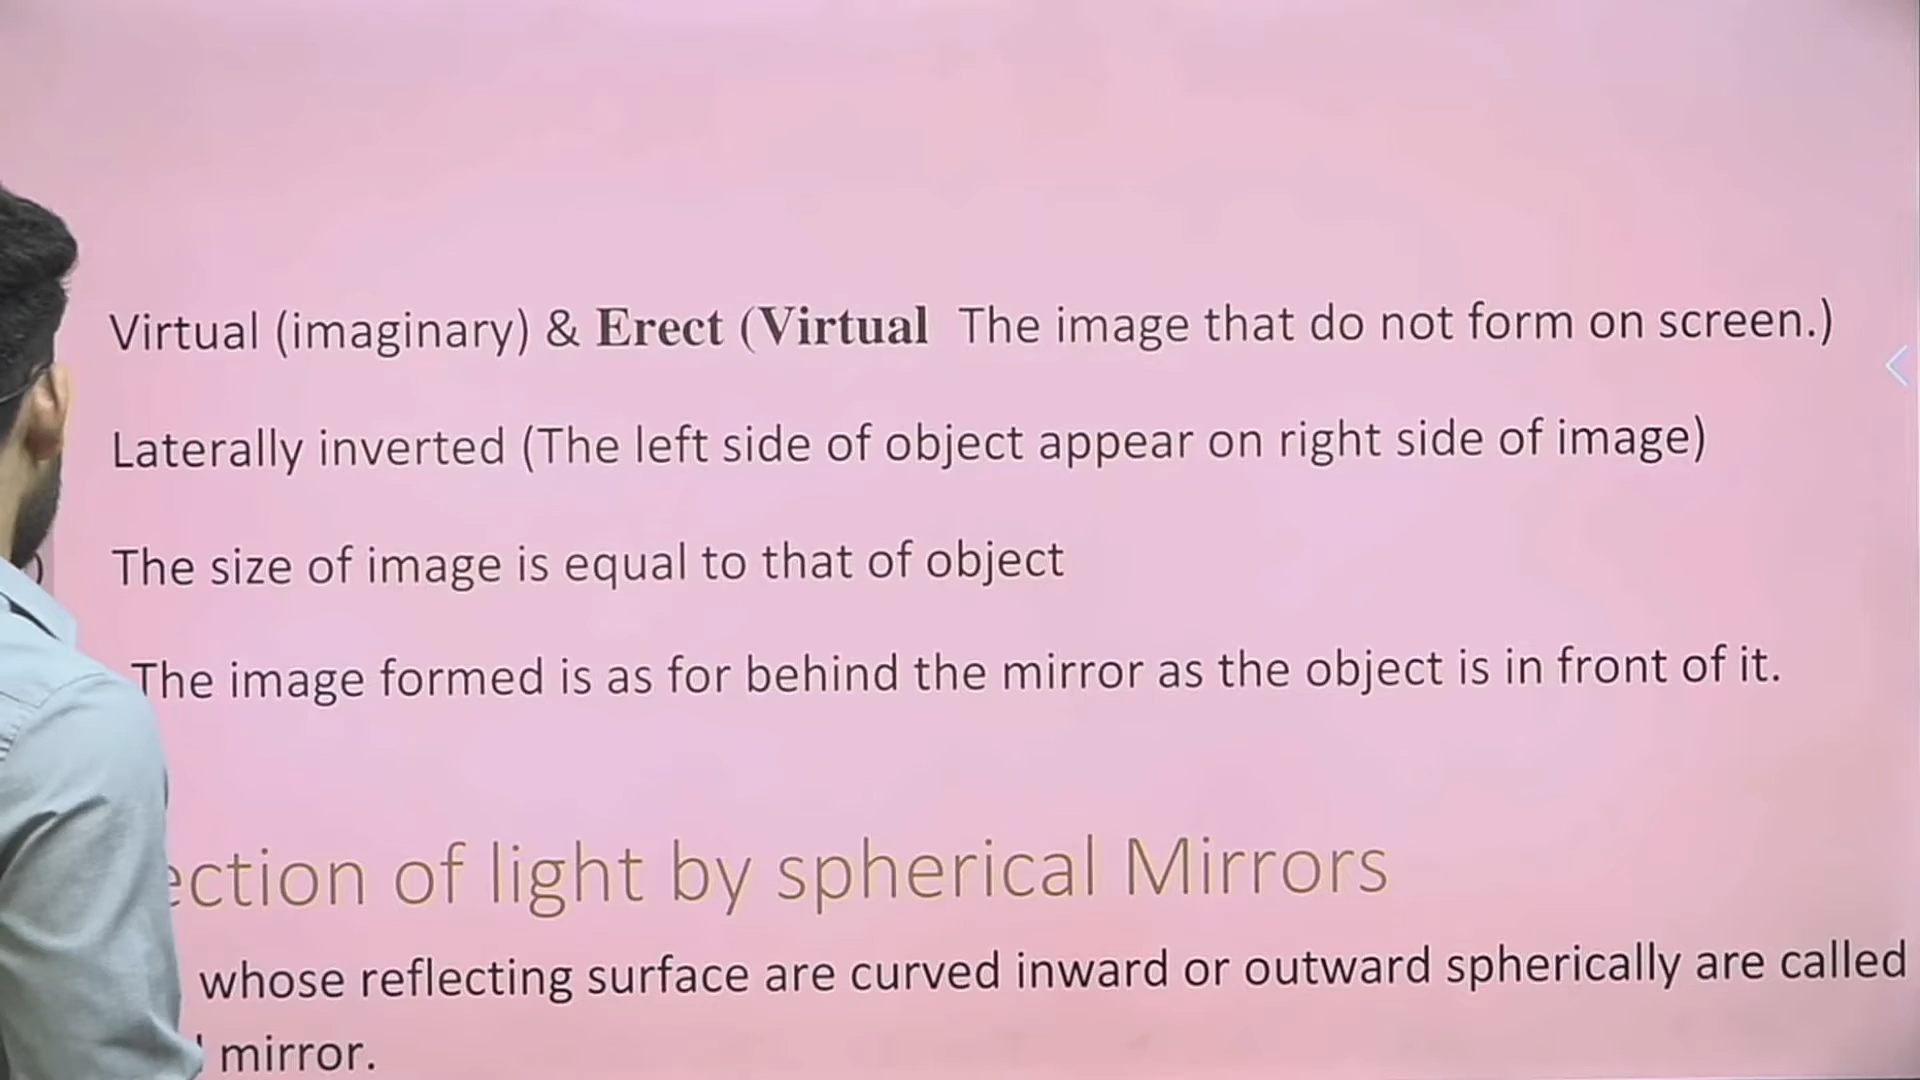 Virtual (imaginary) & Erect (Virtual The image that do not form on screen.)
Laterally inverted (The left side of object appear on right side of image)
The size of image is equal to that of object
The image formed is as for behind the mirror as the object is in front of it.
of light by spherical Mirrors
whose reflecting surface are curved inward or outward spherically are called
mirror.